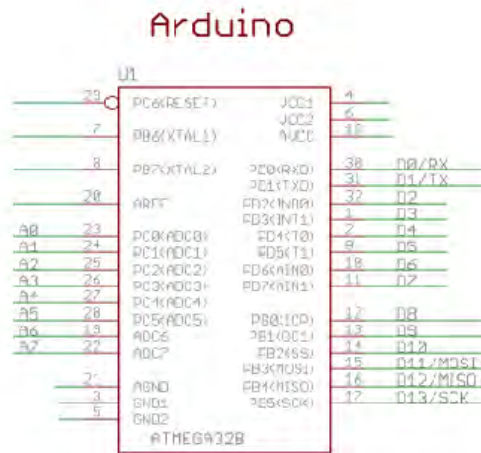 Arduino
U1
29 PC6(RESET) VCC1 4
VCC2 6
7 PB6(XTAL1) AVCC 18
8 PB7(XTAL2) PD0(RXD) 30 D0/RX
PD1(TXD) 31 D1/TX
20 AREF PD2(INT0) 32 D2
PD3(INT1) 1 D3
A0 23 PC0(ADC0) PD4(T0) 2 D4
A1 24 PC1(ADC1) PD5(T1) 9 D5
A2 25 PC2(ADC2) PD6(AIN0) 10 D6
A3 26 PC3(ADC3) PD7(AIN1) 11 D7
A4 27 PC4(ADC4)
A5 28 PC5(ADC5) PB0(ICP) 12 D8
A6 19 ADC6 PB1(OC1) 13 D9
A7 22 ADC7 PB2(SS) 14 D10
PB3(MOSI) 15 D11/MOSI
21 AGND PB4(MISO) 16 D12/MISO
3 GND1 PB5(SCK) 17 D13/SCK
5 GND2
ATMEGA328